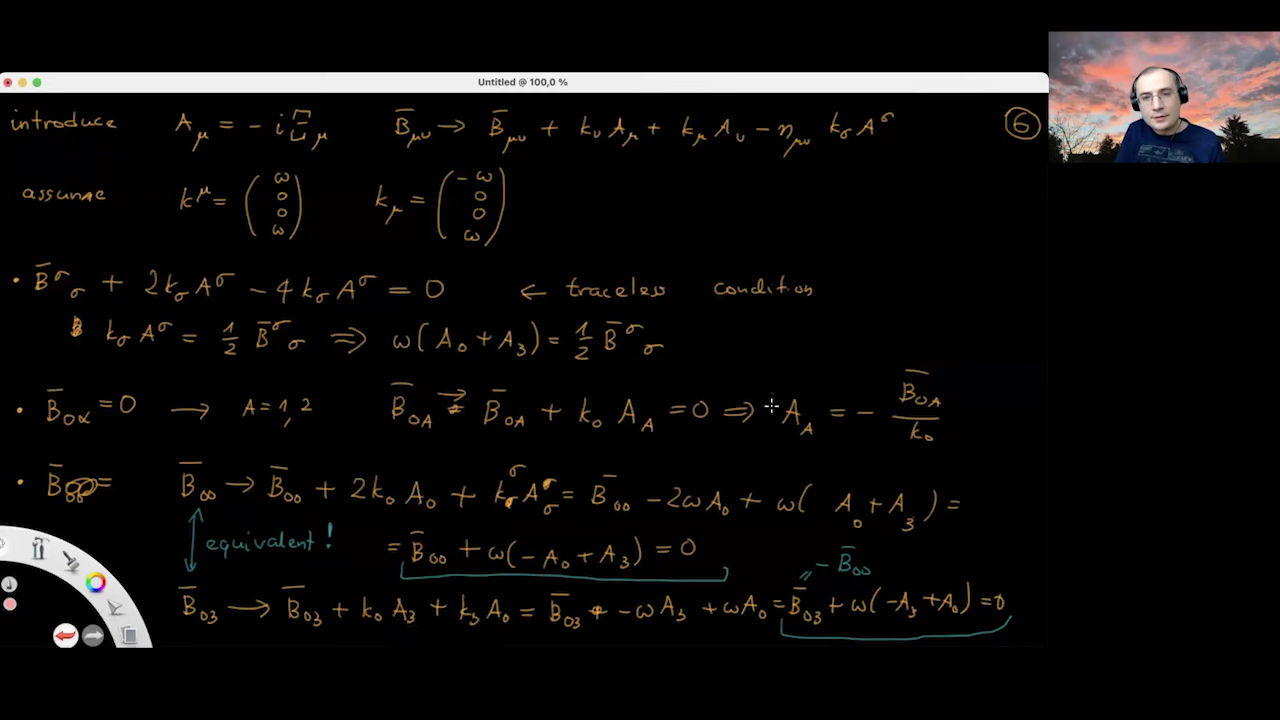 Untitled @ 100,0 %
introduce A_μ = - i Ξ_μ B̄_μν → B̄_μν + k_ν A_μ + k_μ A_ν - η_μν k_σ A^σ ⑥
assume k^μ = ( ω 0 0 ω ) k_μ = ( -ω 0 0 ω )
• B̄^σ_σ + 2k_σ A^σ - 4k_σ A^σ = 0 ← traceless condition
k_σ A^σ = 1/2 B̄^σ_σ ⇒ ω( A_0 + A_3 ) = 1/2 B̄^σ_σ
• B̄_0α = 0 → A = 1, 2 B̄_0A → B̄_0A + k_0 A_A = 0 ⇒ A_A = - B̄_0A / k_0
• B̄ = B̄_00 → B̄_00 + 2k_0 A_0 + k_σ A^σ = B̄_00 - 2ωA_0 + ω( A_0 + A_3 ) =
equivalent! = B̄_00 + ω( -A_0 + A_3 ) = 0 = - B̄_00
B̄_03 → B̄_03 + k_0 A_3 + k_3 A_0 = B̄_03 - ωA_3 + ωA_0 = B̄_03 + ω( -A_3 + A_0 ) = 0